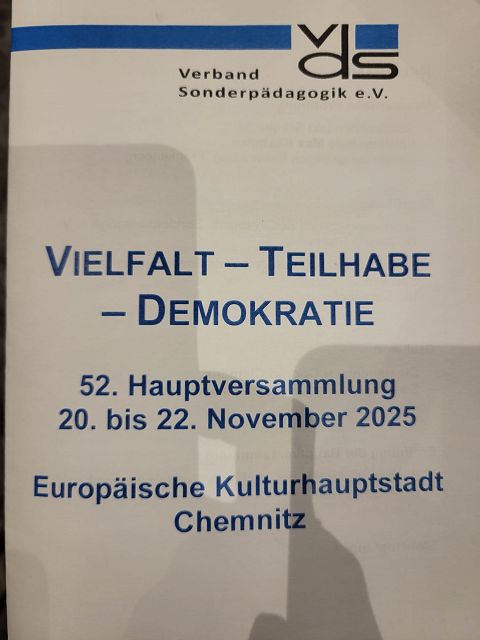 vds
Verband
Sonderpädagogik e.V.
VIELFALT – TEILHABE
– DEMOKRATIE
52. Hauptversammlung
20. bis 22. November 2025
Europäische Kulturhauptstadt
Chemnitz